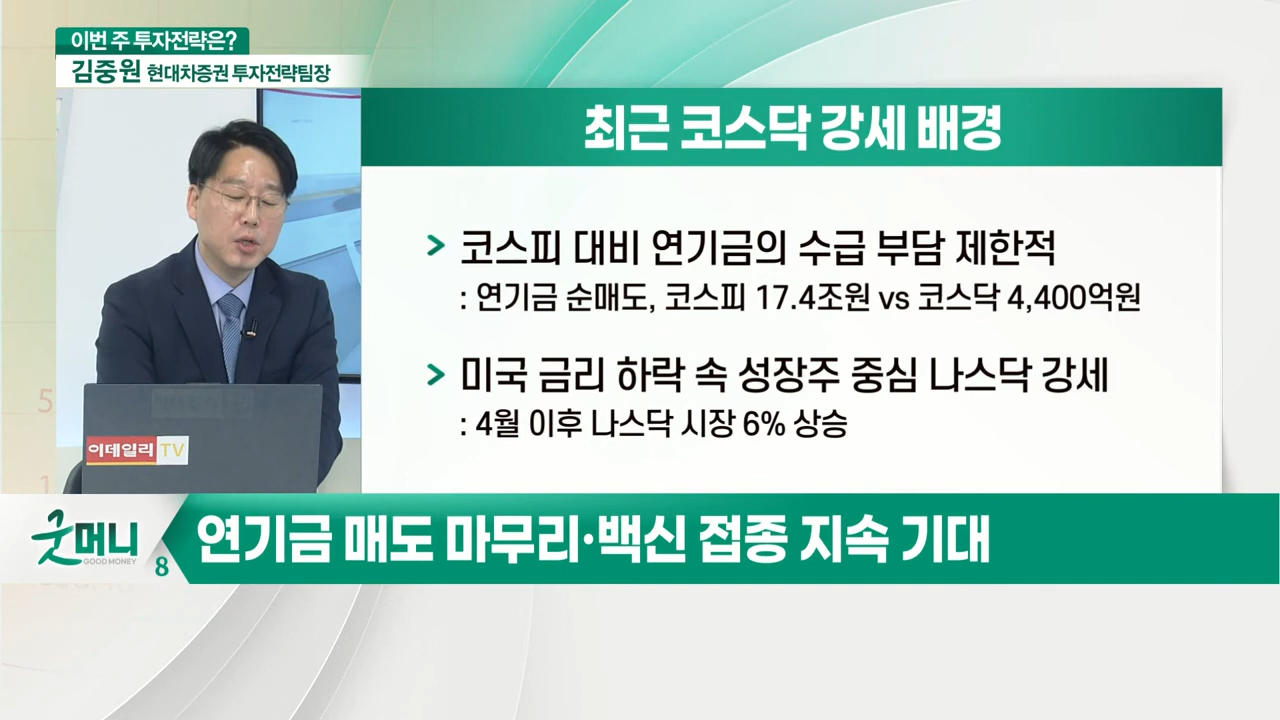 이번 주 투자전략은?
김중원 현대차증권 투자전략팀장
최근 코스닥 강세 배경
> 코스피 대비 연기금의 수급 부담 제한적
: 연기금 순매도, 코스피 17.4조원 vs 코스닥 4,400억원
> 미국 금리 하락 속 성장주 중심 나스닥 강세
: 4월 이후 나스닥 시장 6% 상승
5
1
이데일리 TV
굿머니
GOOD MONEY
8
연기금 매도 마무리·백신 접종 지속 기대